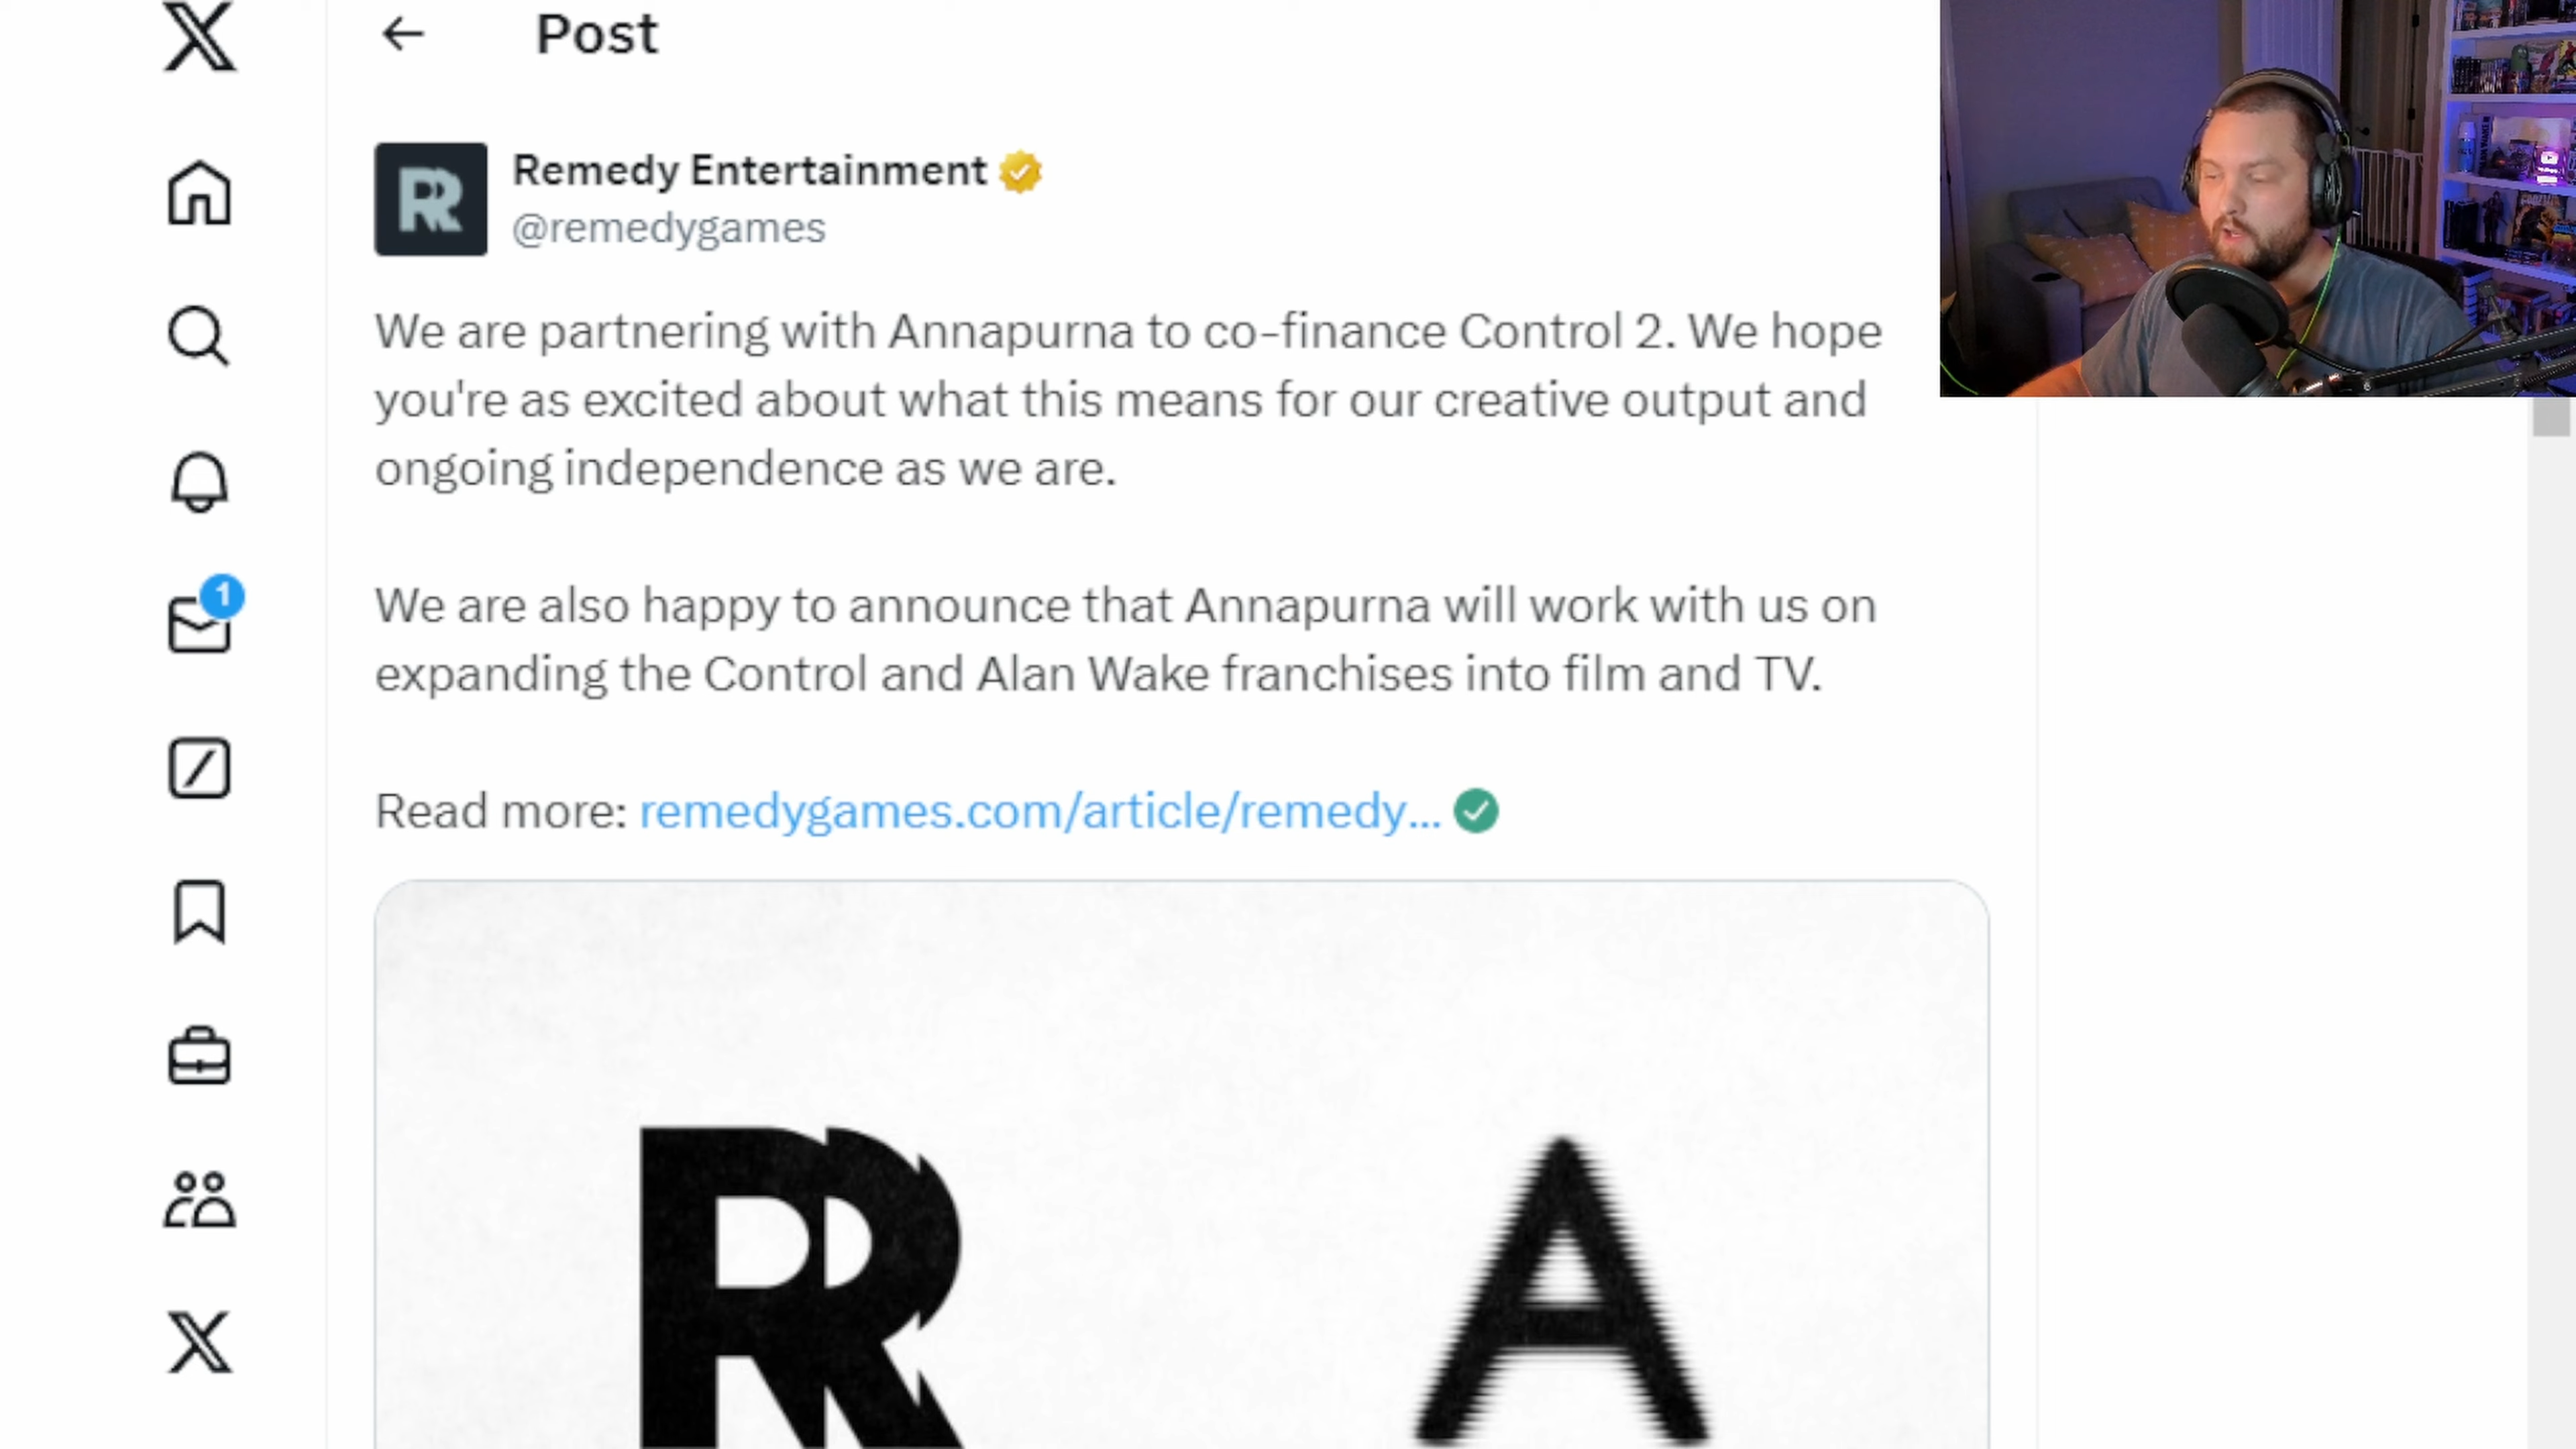 Post
Remedy Entertainment
@remedygames
We are partnering with Annapurna to co-finance Control 2. We hope
you're as excited about what this means for our creative output and
ongoing independence as we are.
1
We are also happy to announce that Annapurna will work with us on
expanding the Control and Alan Wake franchises into film and TV.
Read more: remedygames.com/article/remedy...
R A